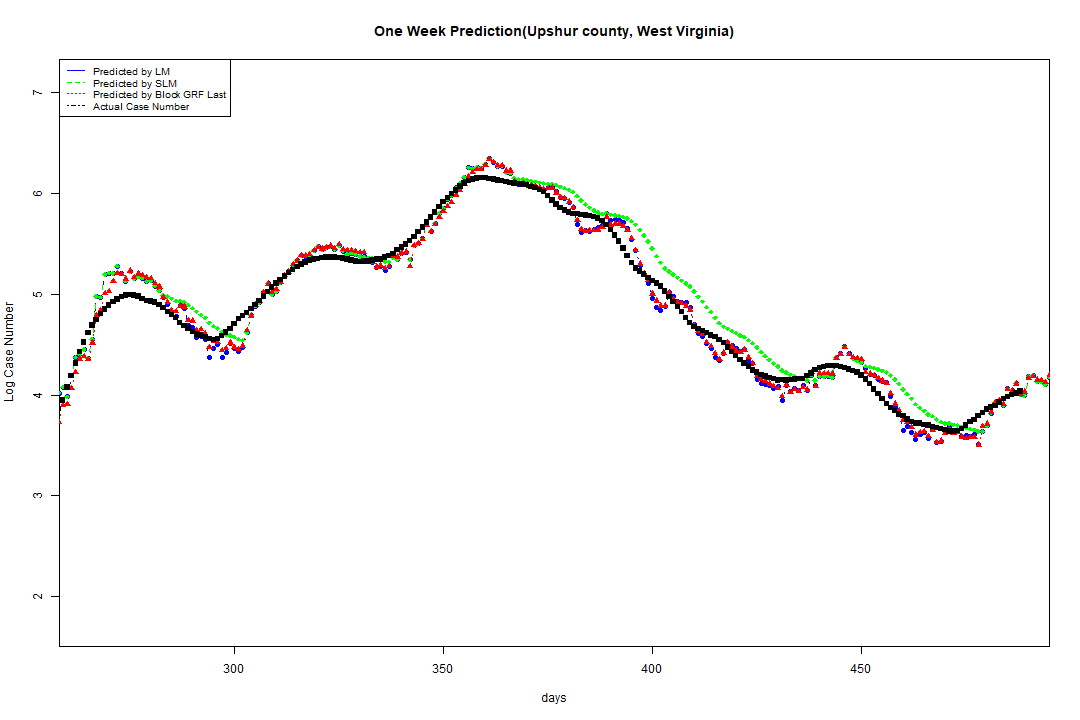 One Week Prediction(Upshur county, West Virginia)
Predicted by LM
Predicted by SLM
Predicted by Block GRF Last
Actual Case Number
7
6
5
4
3
2
Log Case Number
300
350
400
450
days